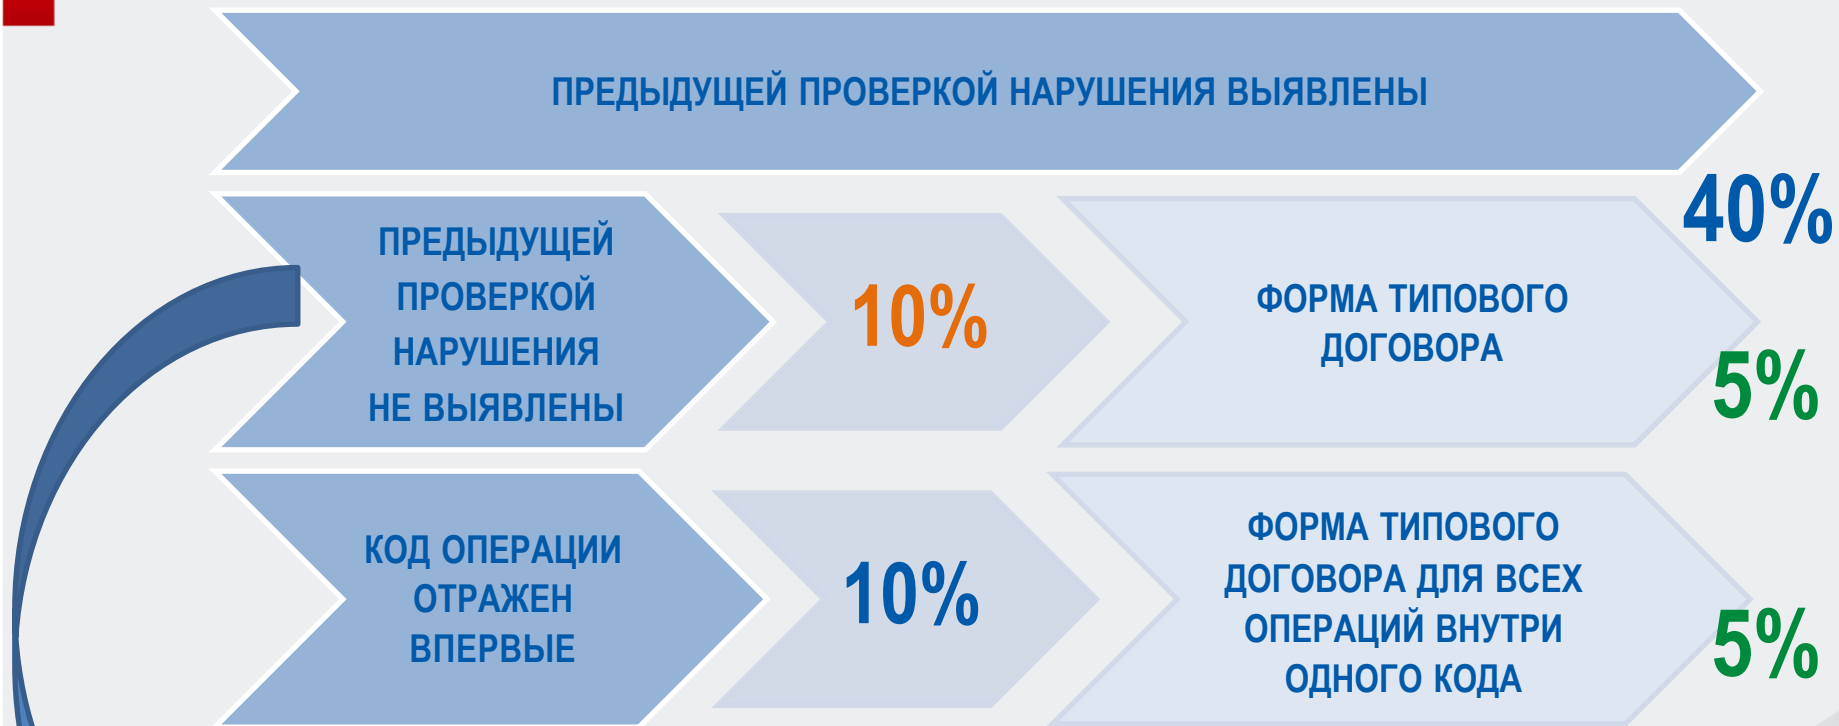 ПРЕДЫДУЩЕЙ ПРОВЕРКОЙ НАРУШЕНИЯ ВЫЯВЛЕНЫ
40%
ПРЕДЫДУЩЕЙ
ПРОВЕРКОЙ
НАРУШЕНИЯ
НЕ ВЫЯВЛЕНЫ
10%
ФОРМА ТИПОВОГО
ДОГОВОРА
5%
КОД ОПЕРАЦИИ
ОТРАЖЕН
ВПЕРВЫЕ
10%
ФОРМА ТИПОВОГО
ДОГОВОРА ДЛЯ ВСЕХ
ОПЕРАЦИЙ ВНУТРИ
ОДНОГО КОДА
5%